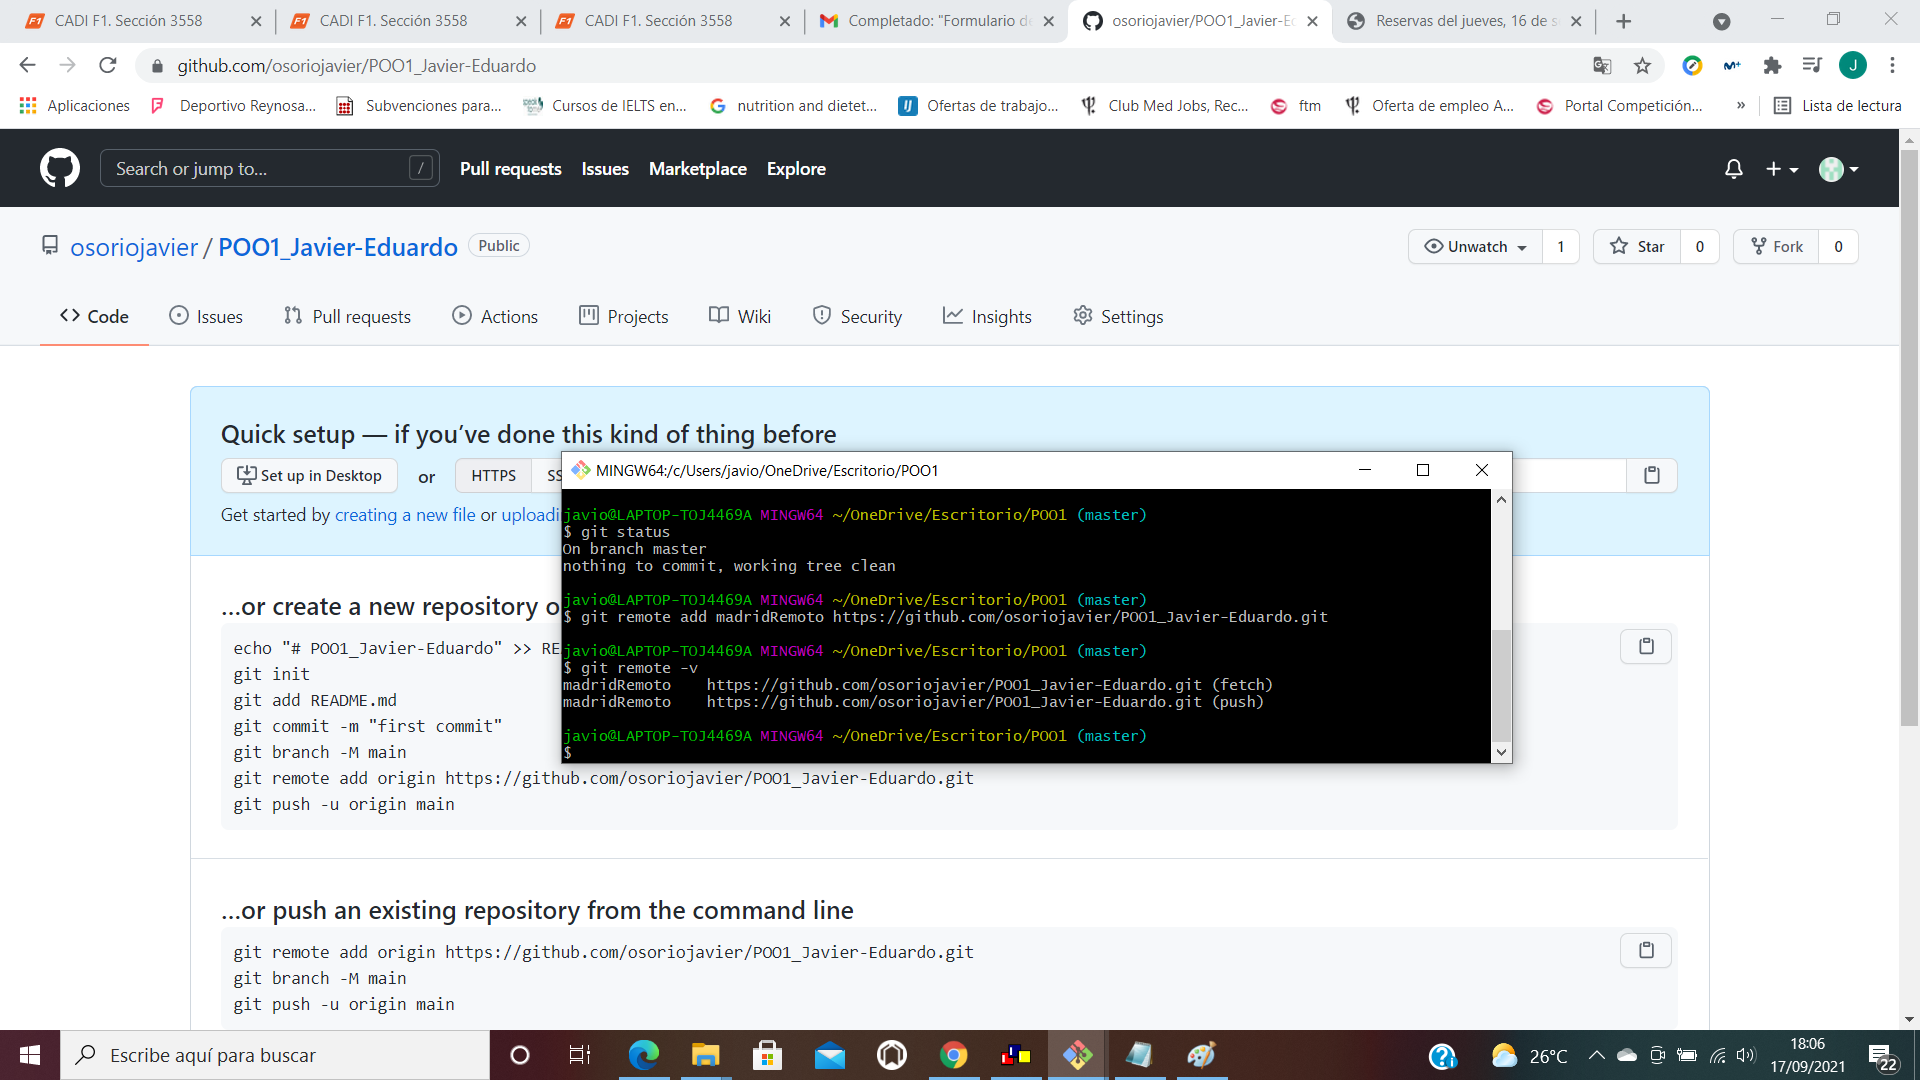 CADI F1. Sección 3558
CADI F1. Sección 3558
CADI F1. Sección 3558
Completado: "Formulario d
osoriojavier/POO1_Javier-E
Reservas del jueves, 16 de s
github.com/osoriojavier/POO1_Javier-Eduardo
J
Aplicaciones
Deportivo Reynosa...
Subvenciones para...
Cursos de IELTS en...
nutrition and dietet...
Ofertas de trabajo...
Club Med Jobs, Rec...
ftm
Oferta de empleo A...
Portal Competición...
»
Lista de lectura
Search or jump to...
/
Pull requests
Issues
Marketplace
Explore
osoriojavier / POO1_Javier-Eduardo
Public
Unwatch
1
Star
0
Fork
0
Code
Issues
Pull requests
Actions
Projects
Wiki
Security
Insights
Settings
Quick setup — if you’ve done this kind of thing before
Set up in Desktop
or
HTTPS
SS
Get started by creating a new file or uploadi
MINGW64:/c/Users/javio/OneDrive/Escritorio/POO1
javio@LAPTOP-TOJ4469A MINGW64 ~/OneDrive/Escritorio/POO1 (master)
$ git status
On branch master
nothing to commit, working tree clean
javio@LAPTOP-TOJ4469A MINGW64 ~/OneDrive/Escritorio/POO1 (master)
$ git remote add madridRemoto https://github.com/osoriojavier/POO1_Javier-Eduardo.git
javio@LAPTOP-TOJ4469A MINGW64 ~/OneDrive/Escritorio/POO1 (master)
$ git remote -v
madridRemoto    https://github.com/osoriojavier/POO1_Javier-Eduardo.git (fetch)
madridRemoto    https://github.com/osoriojavier/POO1_Javier-Eduardo.git (push)
javio@LAPTOP-TOJ4469A MINGW64 ~/OneDrive/Escritorio/POO1 (master)
$
...or create a new repository o
echo "# POO1_Javier-Eduardo" >> RE
git init
git add README.md
git commit -m "first commit"
git branch -M main
git remote add origin https://github.com/osoriojavier/POO1_Javier-Eduardo.git
git push -u origin main
...or push an existing repository from the command line
git remote add origin https://github.com/osoriojavier/POO1_Javier-Eduardo.git
git branch -M main
git push -u origin main
Escribe aquí para buscar
26°C
18:06
17/09/2021
22